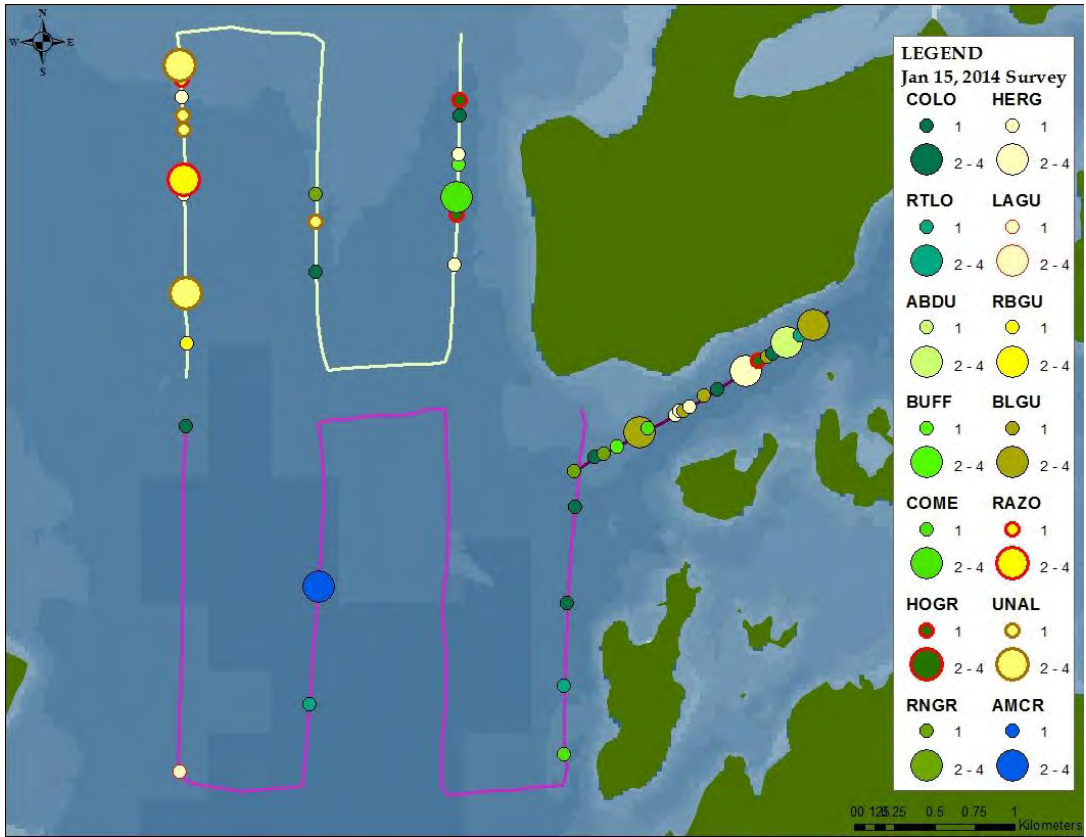 N
W E
S
LEGEND
Jan 15, 2014 Survey
COLO HERG
1 1
2 - 4 2 - 4
RTLO LAGU
1 1
2 - 4 2 - 4
ABDU RBGU
1 1
2 - 4 2 - 4
BUFF BLGU
1 1
2 - 4 2 - 4
COME RAZO
1 1
2 - 4 2 - 4
HOGR UNAL
1 1
2 - 4 2 - 4
RNGR AMCR
1 1
2 - 4 2 - 4
0.5 0.75 1
Kilometers